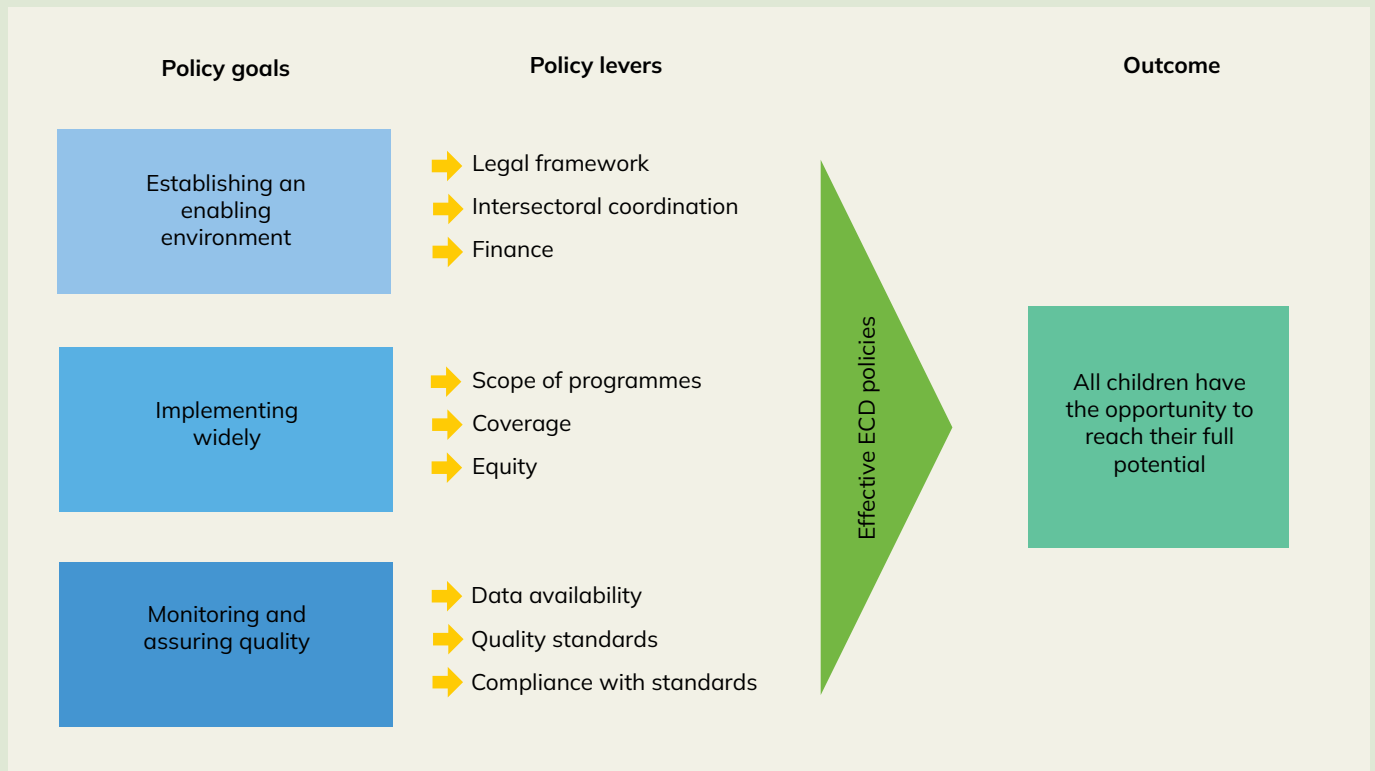 Policy goals
Policy levers
Outcome
Establishing an
enabling
environment
Legal framework
Intersectoral coordination
Finance
Implementing
widely
Scope of programmes
Coverage
Equity
Monitoring and
assuring quality
Data availability
Quality standards
Compliance with standards
Effective ECD policies
All children have
the opportunity to
reach their full
potential